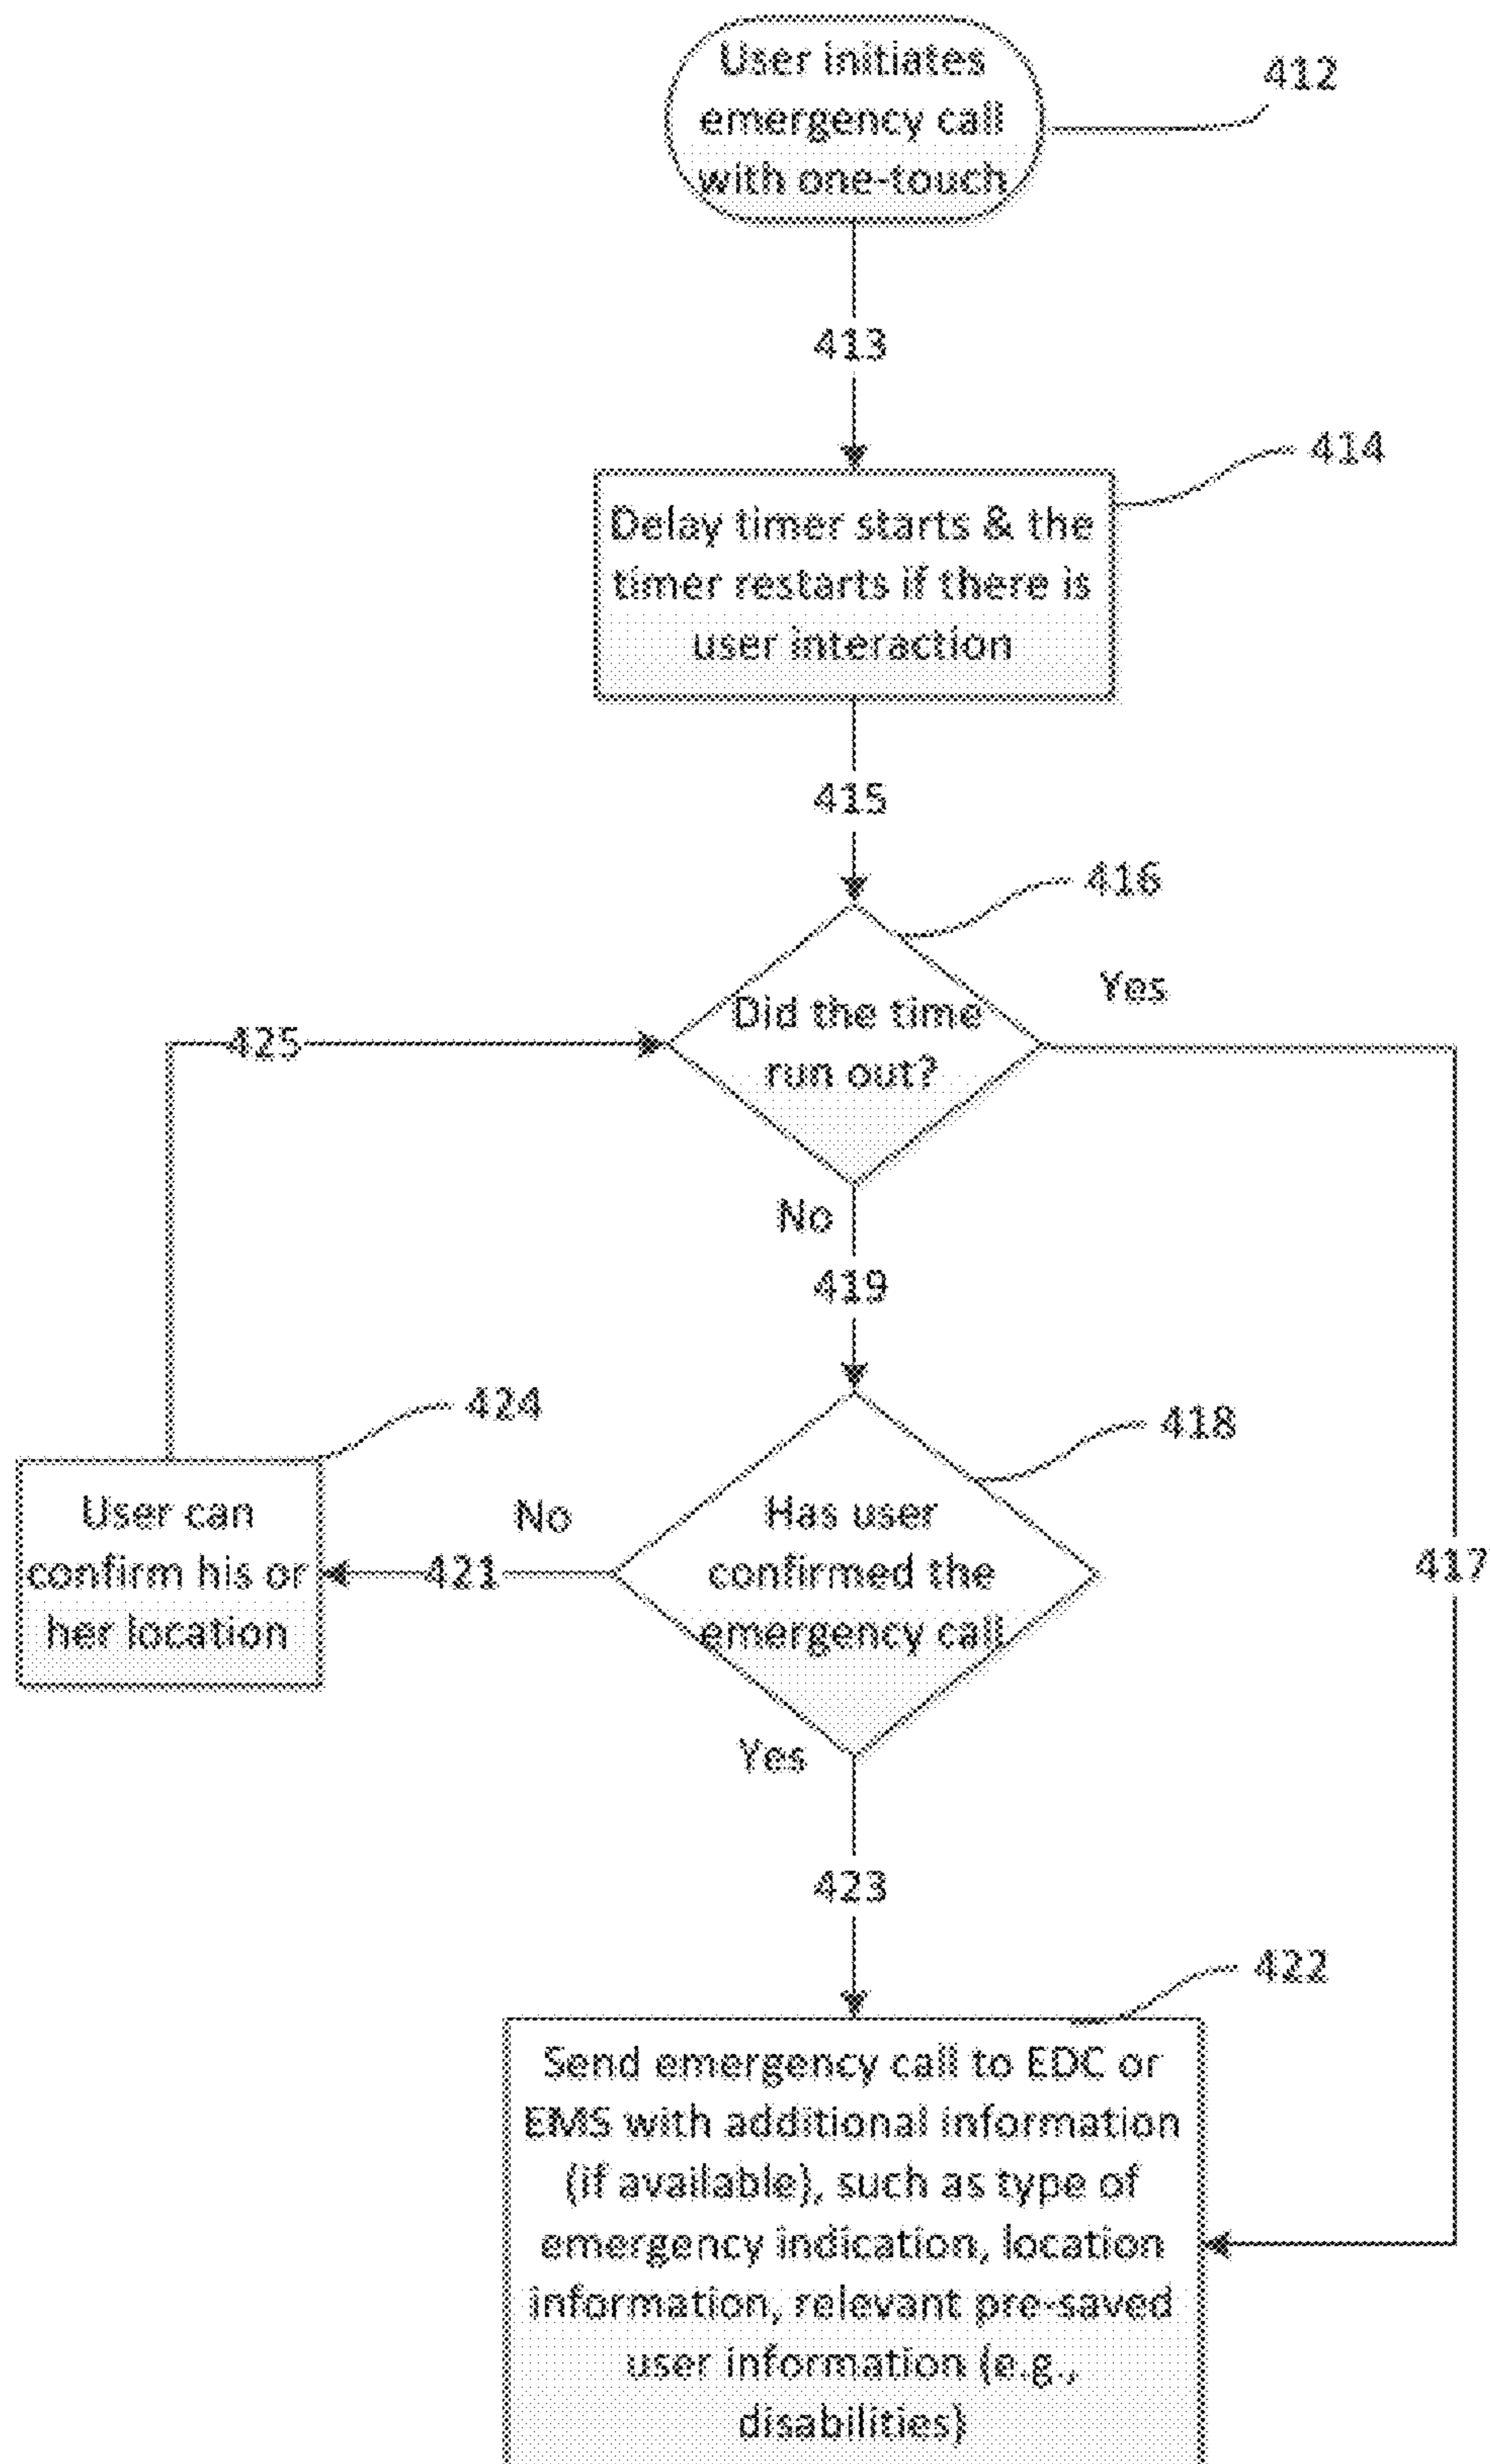 User initiates
emergency call
with one-touch
412
413
414
Delay timer starts & the
timer restarts if there is
user interaction
415
416
Yes
Did the time
run out?
425
No
419
424
418
User can
confirm his or
her location
No
421
Has user
confirmed the
emergency call
417
Yes
423
422
Send emergency call to EDC or
EMS with additional information
(if available), such as type of
emergency indication, location
information, relevant pre-saved
user information (e.g.,
disabilities)